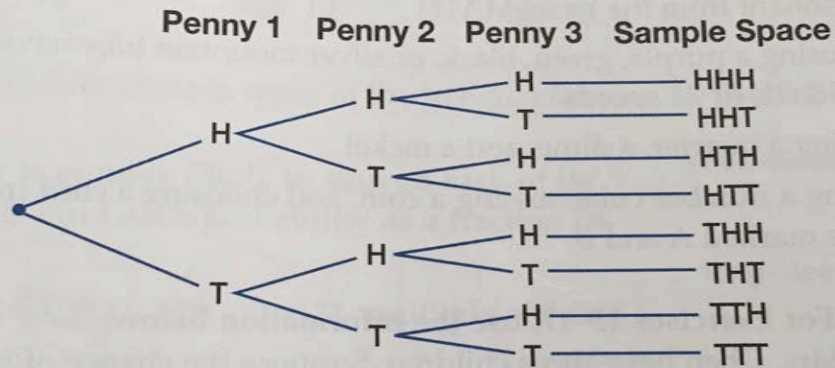 Penny 1 Penny 2 Penny 3 Sample Space
H HHH
H
T HHT
H
H HTH
T
T HTT
H THH
H
T THT
T
H TTH
T
T TTT